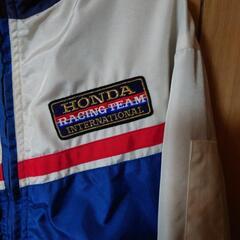 HONDA
RACING TEAM
INTERNATIONAL